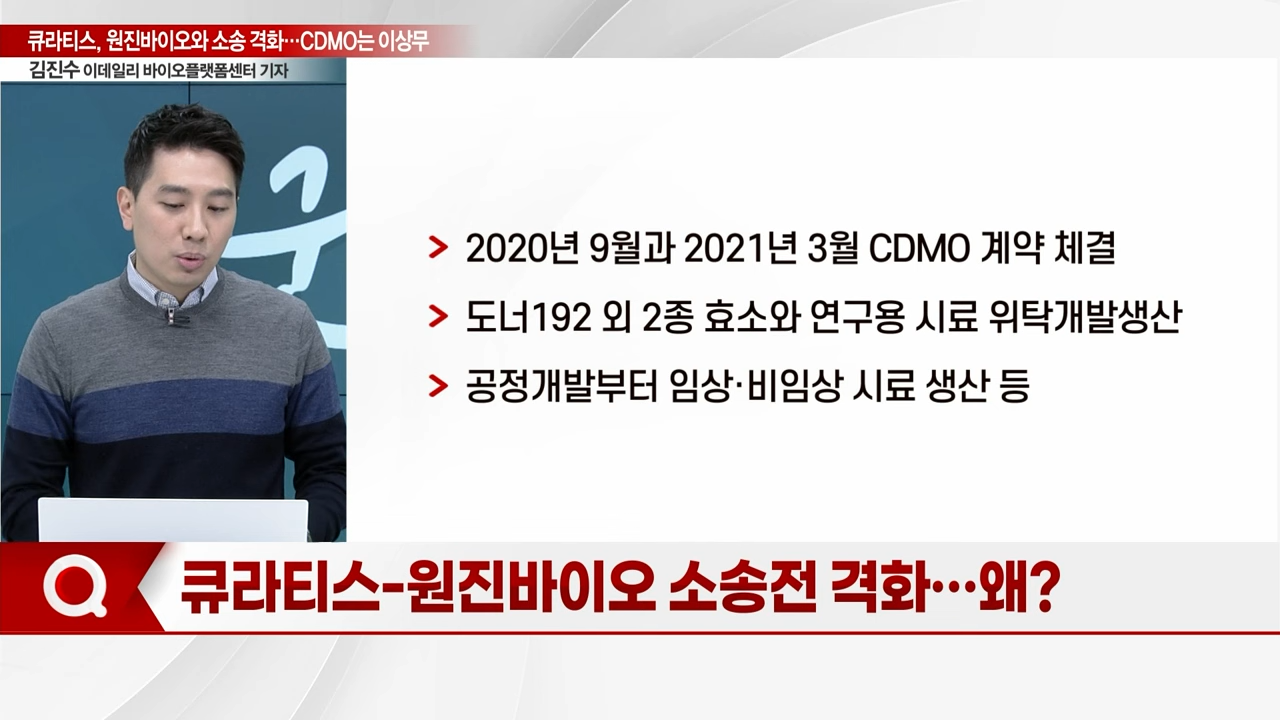 큐라티스, 원진바이오와 소송 격화…CDMO는 이상무
김진수 이데일리 바이오플랫폼센터 기자
2020년 9월과 2021년 3월 CDMO 계약 체결
도너192 외 2종 효소와 연구용 시료 위탁개발생산
공정개발부터 임상·비임상 시료 생산 등
Q 큐라티스-원진바이오 소송전 격화…왜?